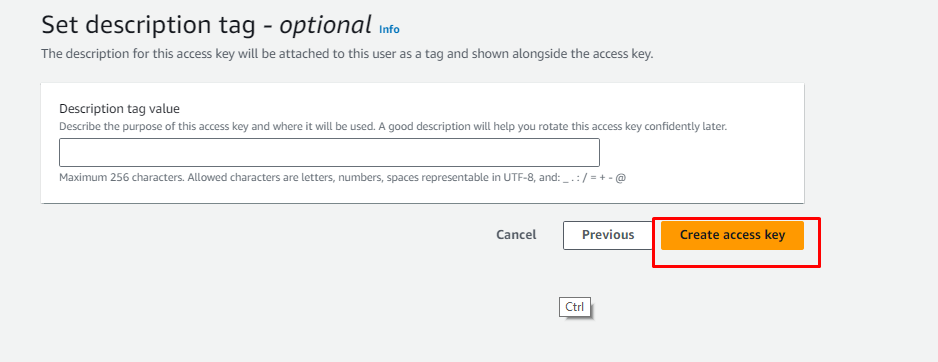 Set description tag - optional Info
The description for this access key will be attached to this user as a tag and shown alongside the access key.
Description tag value
Describe the purpose of this access key and where it will be used. A good description will help you rotate this access key confidently later.
Maximum 256 characters. Allowed characters are letters, numbers, spaces representable in UTF-8, and: _ . : / = + - @
Cancel Previous Create access key
Ctrl